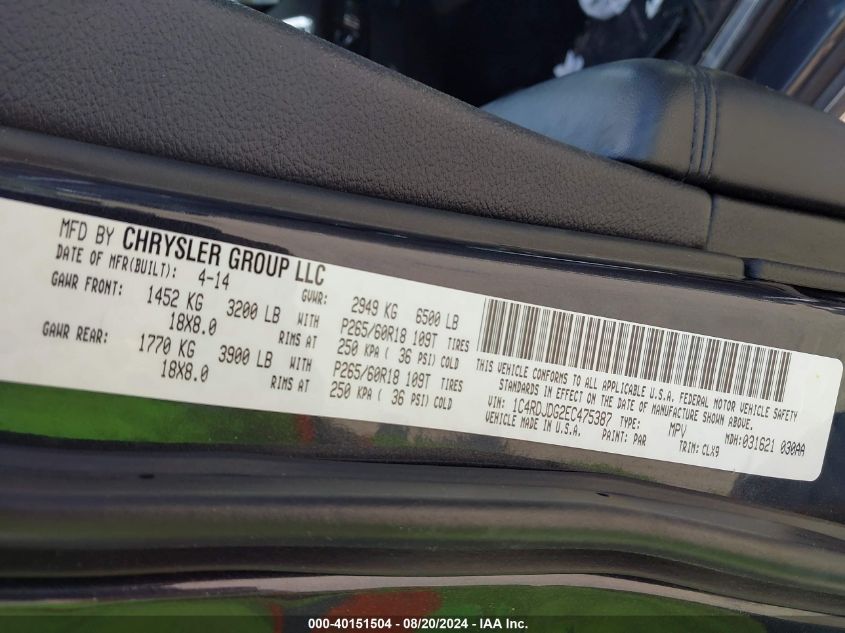 MFD BY CHRYSLER GROUP LLC
DATE OF MFR(BUILT): 4-14 GVWR: 2949 KG 6500 LB
GAWR FRONT: 1452 KG 3200 LB WITH P265/60R18 109T TIRES
18X8.0 RIMS AT 250 KPA ( 36 PSI) COLD
GAWR REAR: 1770 KG 3900 LB WITH P265/60R18 109T TIRES
18X8.0 RIMS AT 250 KPA ( 36 PSI) COLD
THIS VEHICLE CONFORMS TO ALL APPLICABLE U.S.A. FEDERAL MOTOR VEHICLE SAFETY
STANDARDS IN EFFECT ON THE DATE OF MANUFACTURE SHOWN ABOVE.
VIN: 1C4RDJDG2EC475387 TYPE: MPV MDH:031621 030AA
VEHICLE MADE IN U.S.A. PAINT: PAR TRIM: CLX9
000-40151504 - 08/20/2024 - IAA Inc.